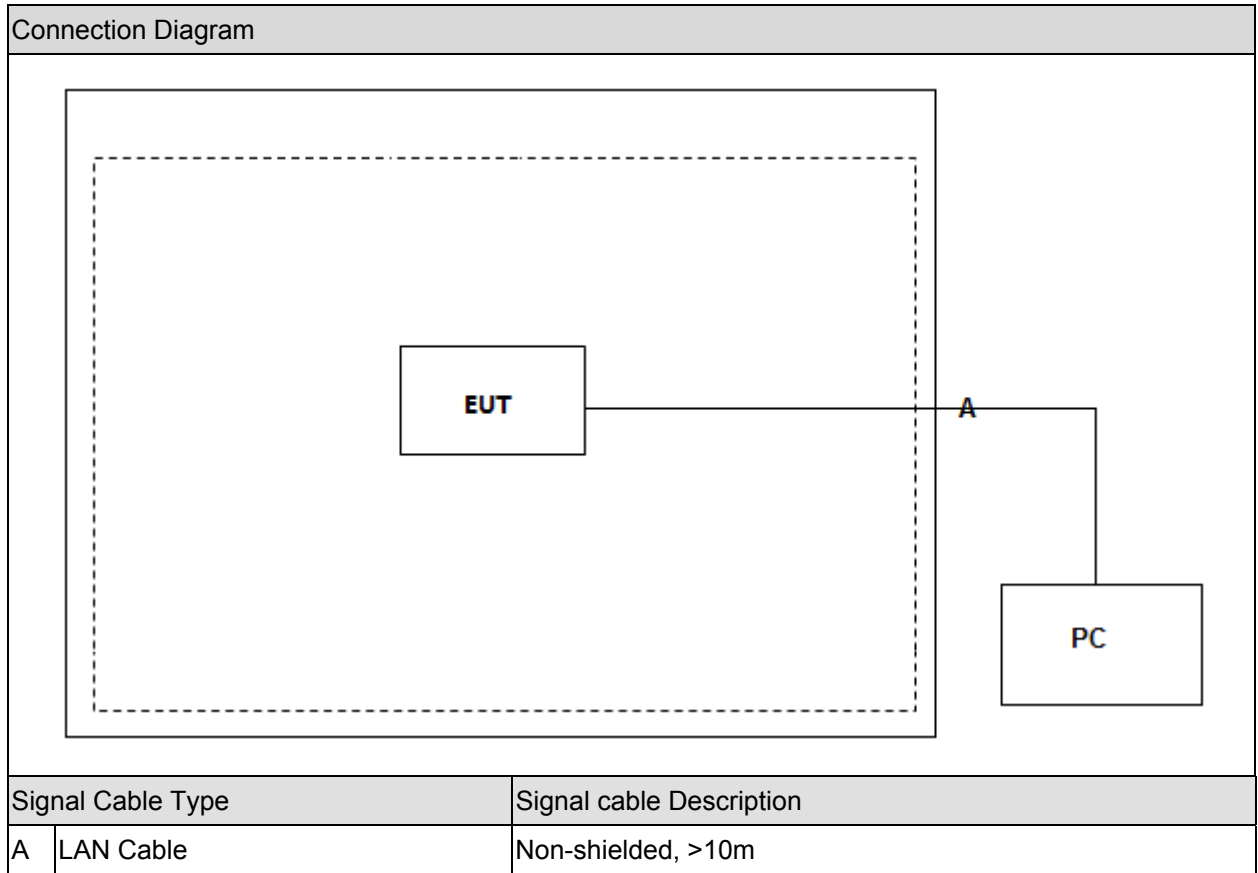 Connection Diagram
EUT
A
PC
Signal Cable Type Signal cable Description
A LAN Cable Non-shielded, >10m